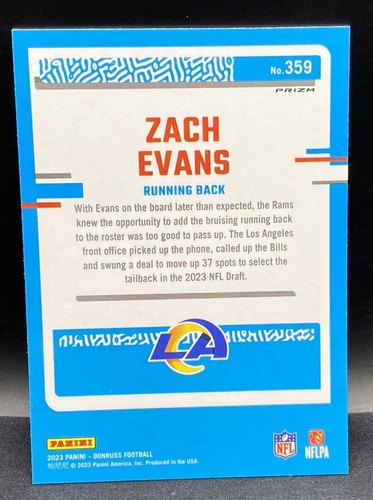 No. 359
PRIZM
ZACH
EVANS
RUNNING BACK
With Evans on the board later than expected, the Rams
knew the opportunity to add the bruising running back
to the roster was too good to pass up. The Los Angeles
front office picked up the phone, called up the Bills
and swung a deal to move up 37 spots to select the
tailback in the 2023 NFL Draft.
LA
PANINI
2023 PANINI - DONRUSS FOOTBALL
帕尼尼 © 2023 Panini America, Inc. Produced in the USA.
NFL
NFLPA